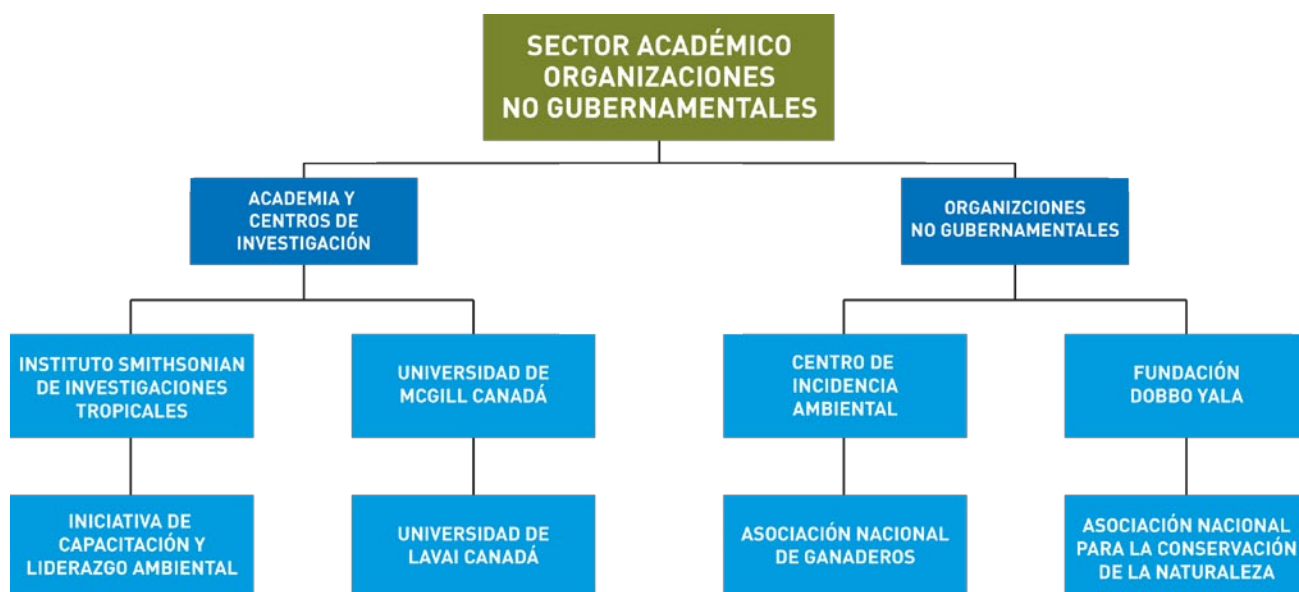 SECTOR ACADÉMICO
ORGANIZACIONES
NO GUBERNAMENTALES
ACADEMIA Y
CENTROS DE
INVESTIGACIÓN
ORGANIZCIONES
NO GUBERNAMENTALES
INSTITUTO SMITHSONIAN
DE INVESTIGACIONES
TROPICALES
UNIVERSIDAD DE
MCGILL CANADÁ
CENTRO DE
INCIDENCIA
AMBIENTAL
FUNDACIÓN
DOBBO YALA
INICIATIVA DE
CAPACITACIÓN Y
LIDERAZGO AMBIENTAL
UNIVERSIDAD DE
LAVAI CANADÁ
ASOCIACIÓN NACIONAL
DE GANADEROS
ASOCIACIÓN NACIONAL
PARA LA CONSERVACIÓN
DE LA NATURALEZA